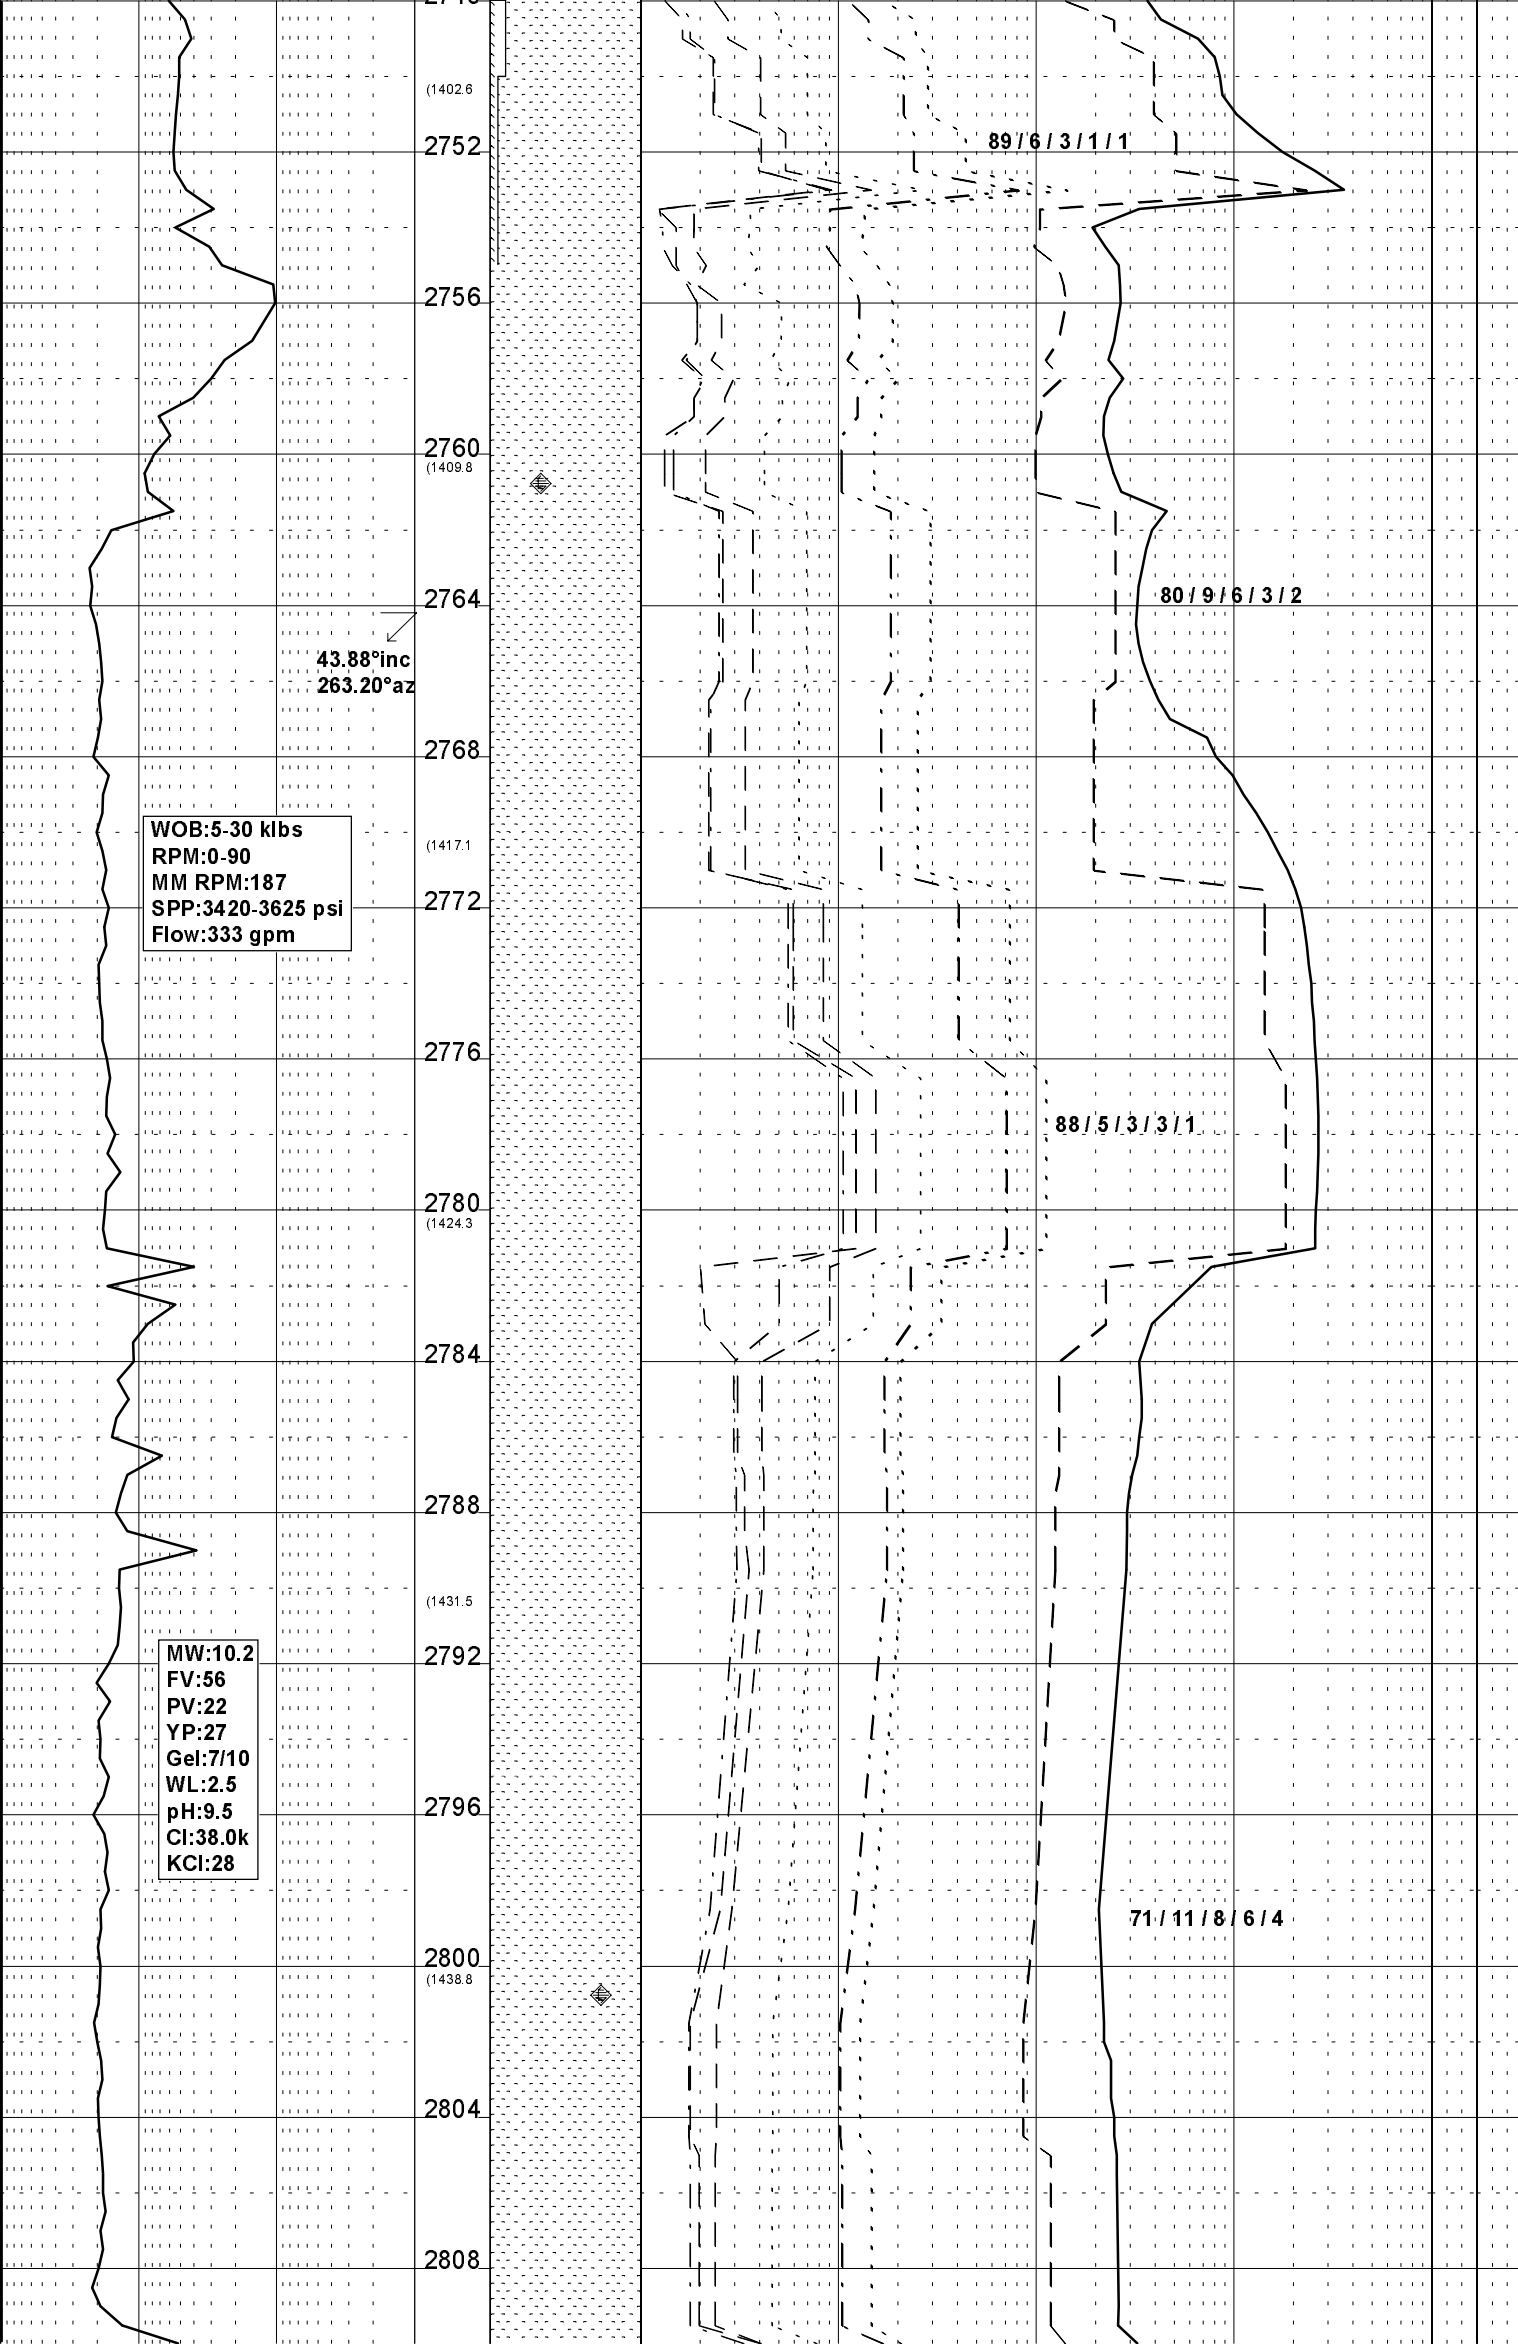 (1402.6
2752
89 / 6 / 3 / 1 / 1
2756
2760
(1409.8
2764
80 / 9 / 6 / 3 / 2
43.88°inc
263.20°az
2768
WOB:5-30 klbs
RPM:0-90
MM RPM:187
SPP:3420-3625 psi
Flow:333 gpm
(1417.1
2772
2776
88 / 5 / 3 / 3 / 1
2780
(1424.3
2784
2788
(1431.5
2792
MW:10.2
FV:56
PV:22
YP:27
Gel:7/10
WL:2.5
pH:9.5
Cl:38.0k
KCl:28
2796
71 / 11 / 8 / 6 / 4
2800
(1438.8
2804
2808